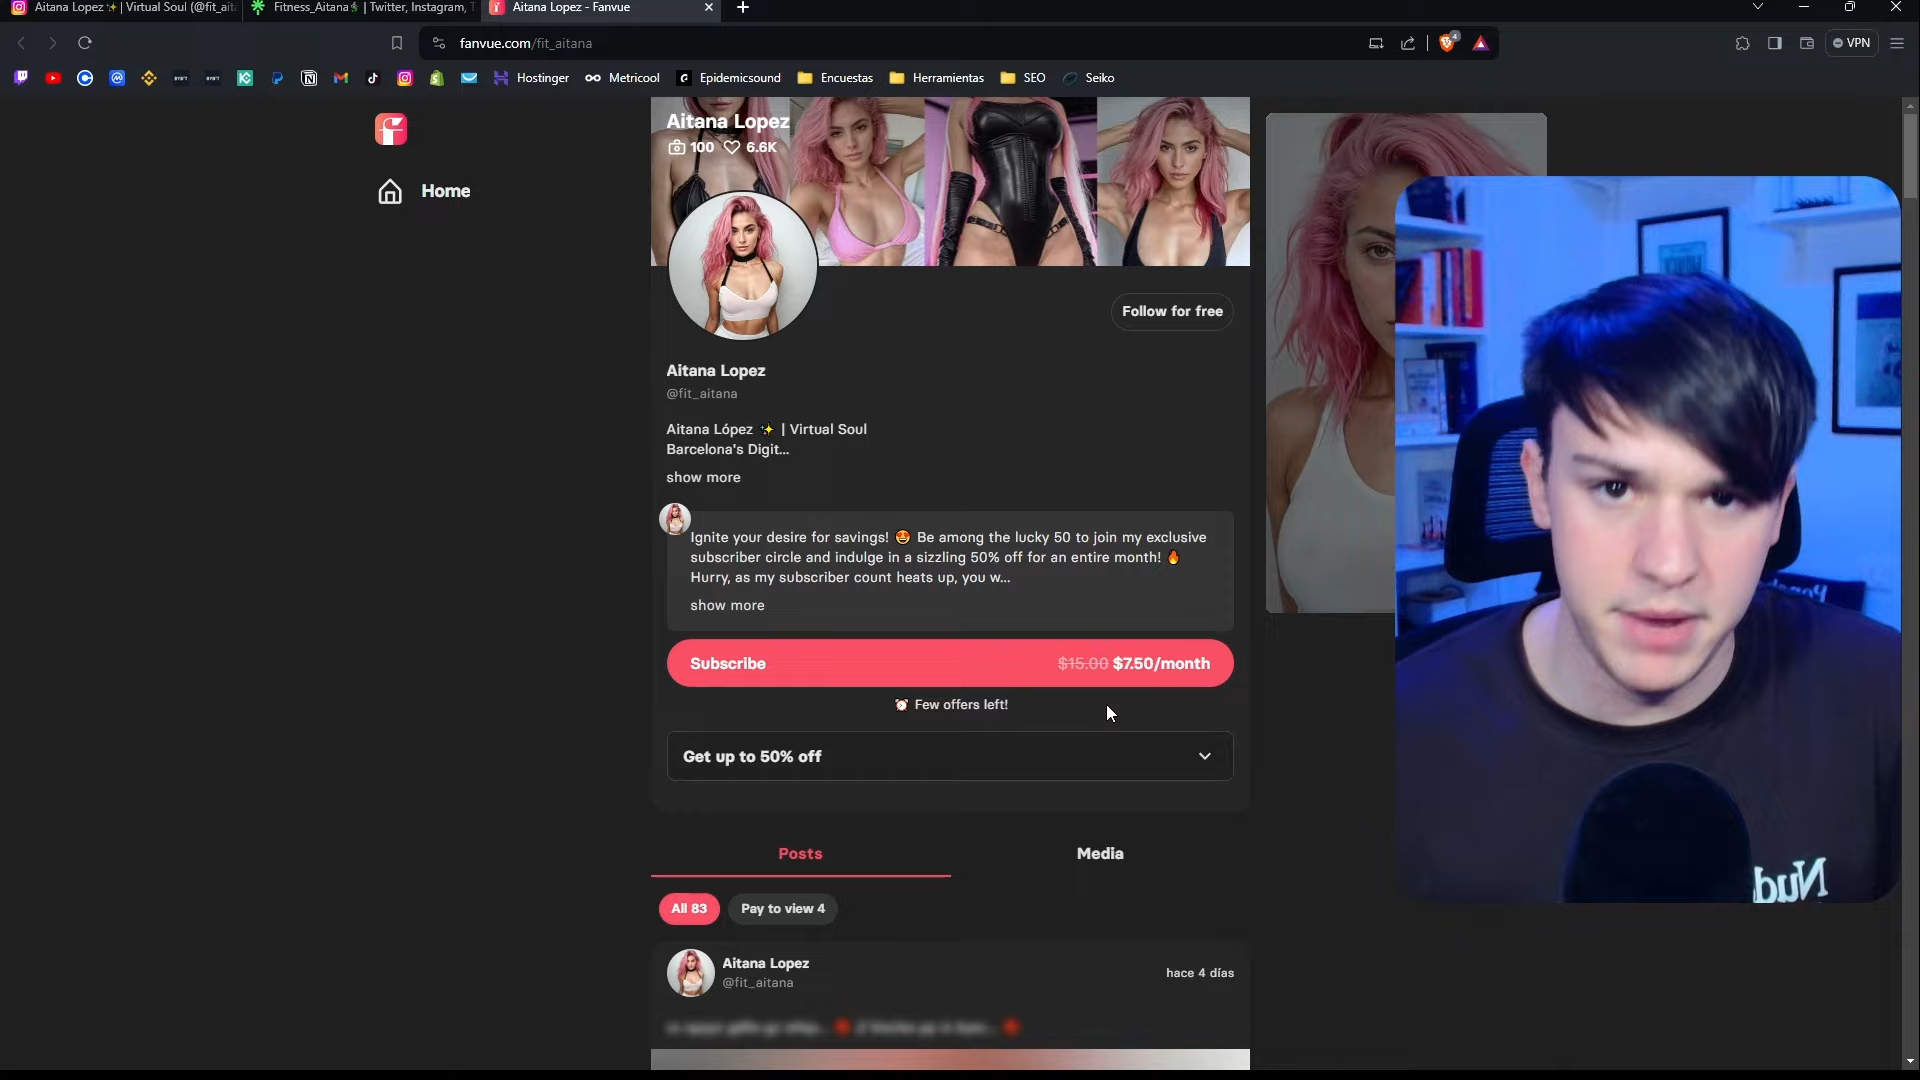 Aitana Lopez✨ | Virtual Soul (@fit_aita
Fitness_Aitana | Twitter, Instagram, T
Aitana Lopez - Fanvue
fanvue.com/fit_aitana
4
VPN
Hostinger
Metricool
Epidemicsound
Encuestas
Herramientas
SEO
Seiko
Home
Aitana Lopez
100 6.6K
Follow for free
Aitana Lopez
@fit_aitana
Aitana López ✨ | Virtual Soul
Barcelona's Digit...
show more
Ignite your desire for savings! 🤩 Be among the lucky 50 to join my exclusive
subscriber circle and indulge in a sizzling 50% off for an entire month! 🔥
Hurry, as my subscriber count heats up, you w...
show more
Subscribe $15.00 $7.50/month
⏰ Few offers left!
Get up to 50% off
Posts Media
All 83 Pay to view 4
Aitana Lopez
@fit_aitana
hace 4 días